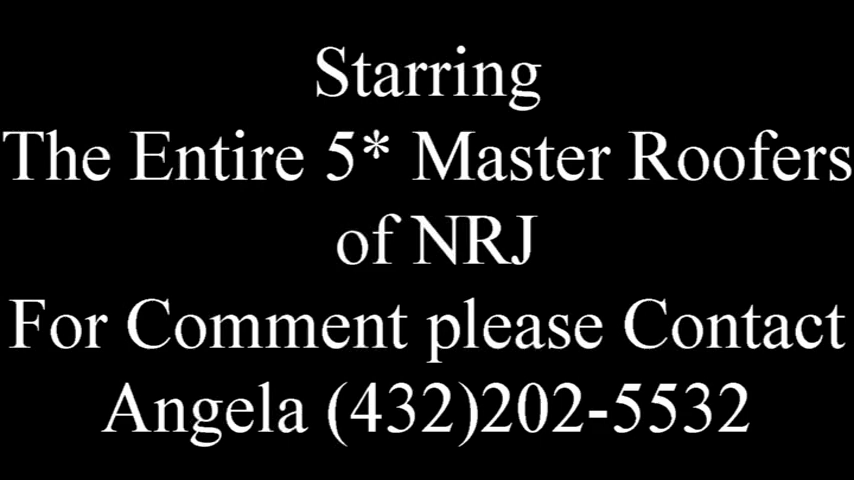 Starring
The Entire 5* Master Roofers
of NRJ
For Comment please Contact
Angela (432)202-5532